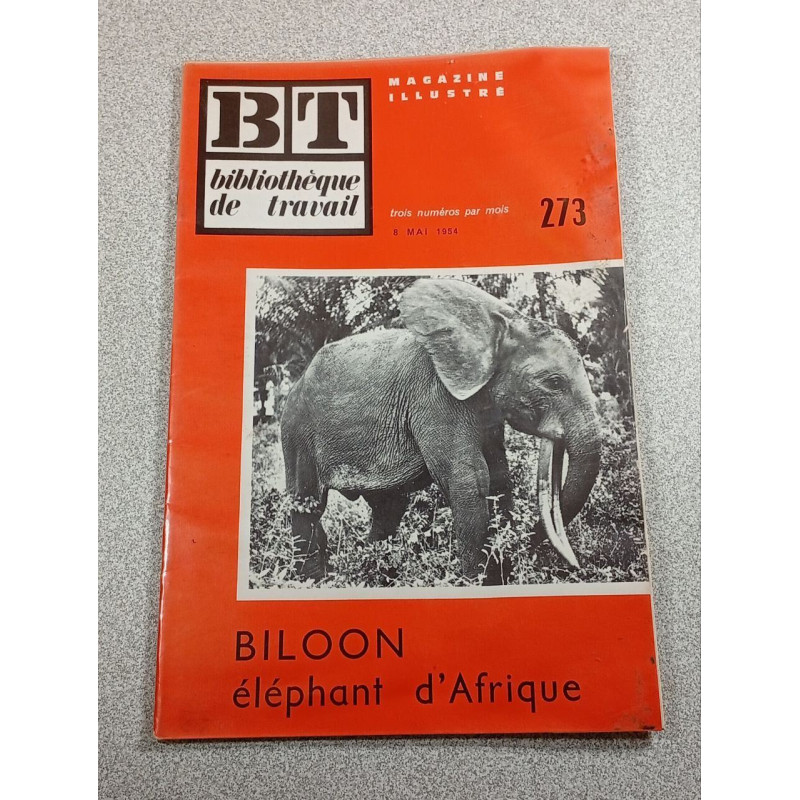 BT
bibliothèque
de travail
MAGAZINE
ILLUSTRÉ
trois numéros par mois
8 MAI 1954
273
BILOON
éléphant d'Afrique